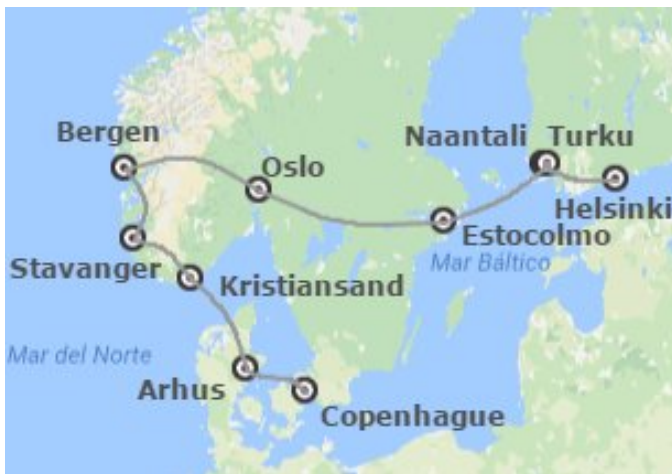 Bergen
Naantali Turku
Oslo
Helsinki
Estocolmo
Stavanger
Mar Báltico
Kristiansand
Mar del Norte
Arhus
Copenhague